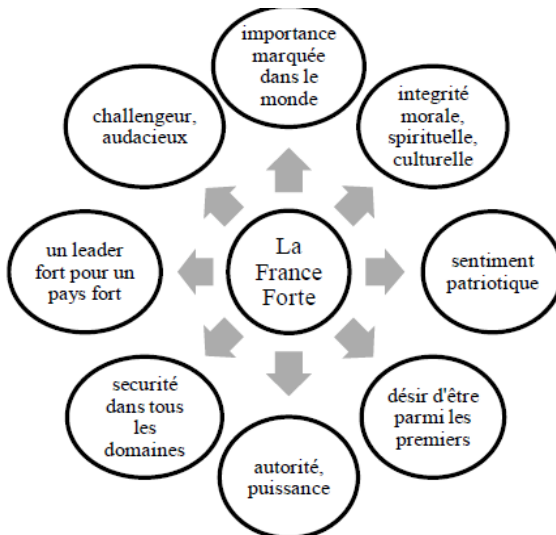 importance
marquée
dans le
monde
integrité
morale,
spirituelle,
culturelle
sentiment
patriotique
désir d'être
parmi les
premiers
autorité,
puissance
securité
dans tous
les
domaines
un leader
fort pour un
pays fort
challengeur,
audacieux
La
France
Forte